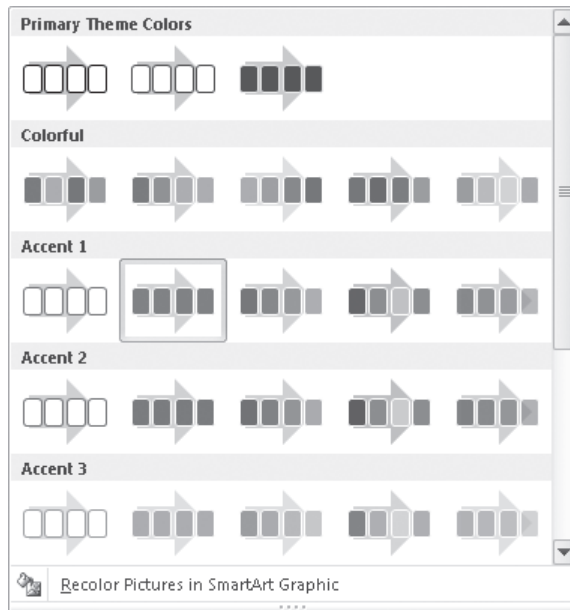 Primary Theme Colors
Colorful
Accent 1
Accent 2
Accent 3
Recolor Pictures in SmartArt Graphic